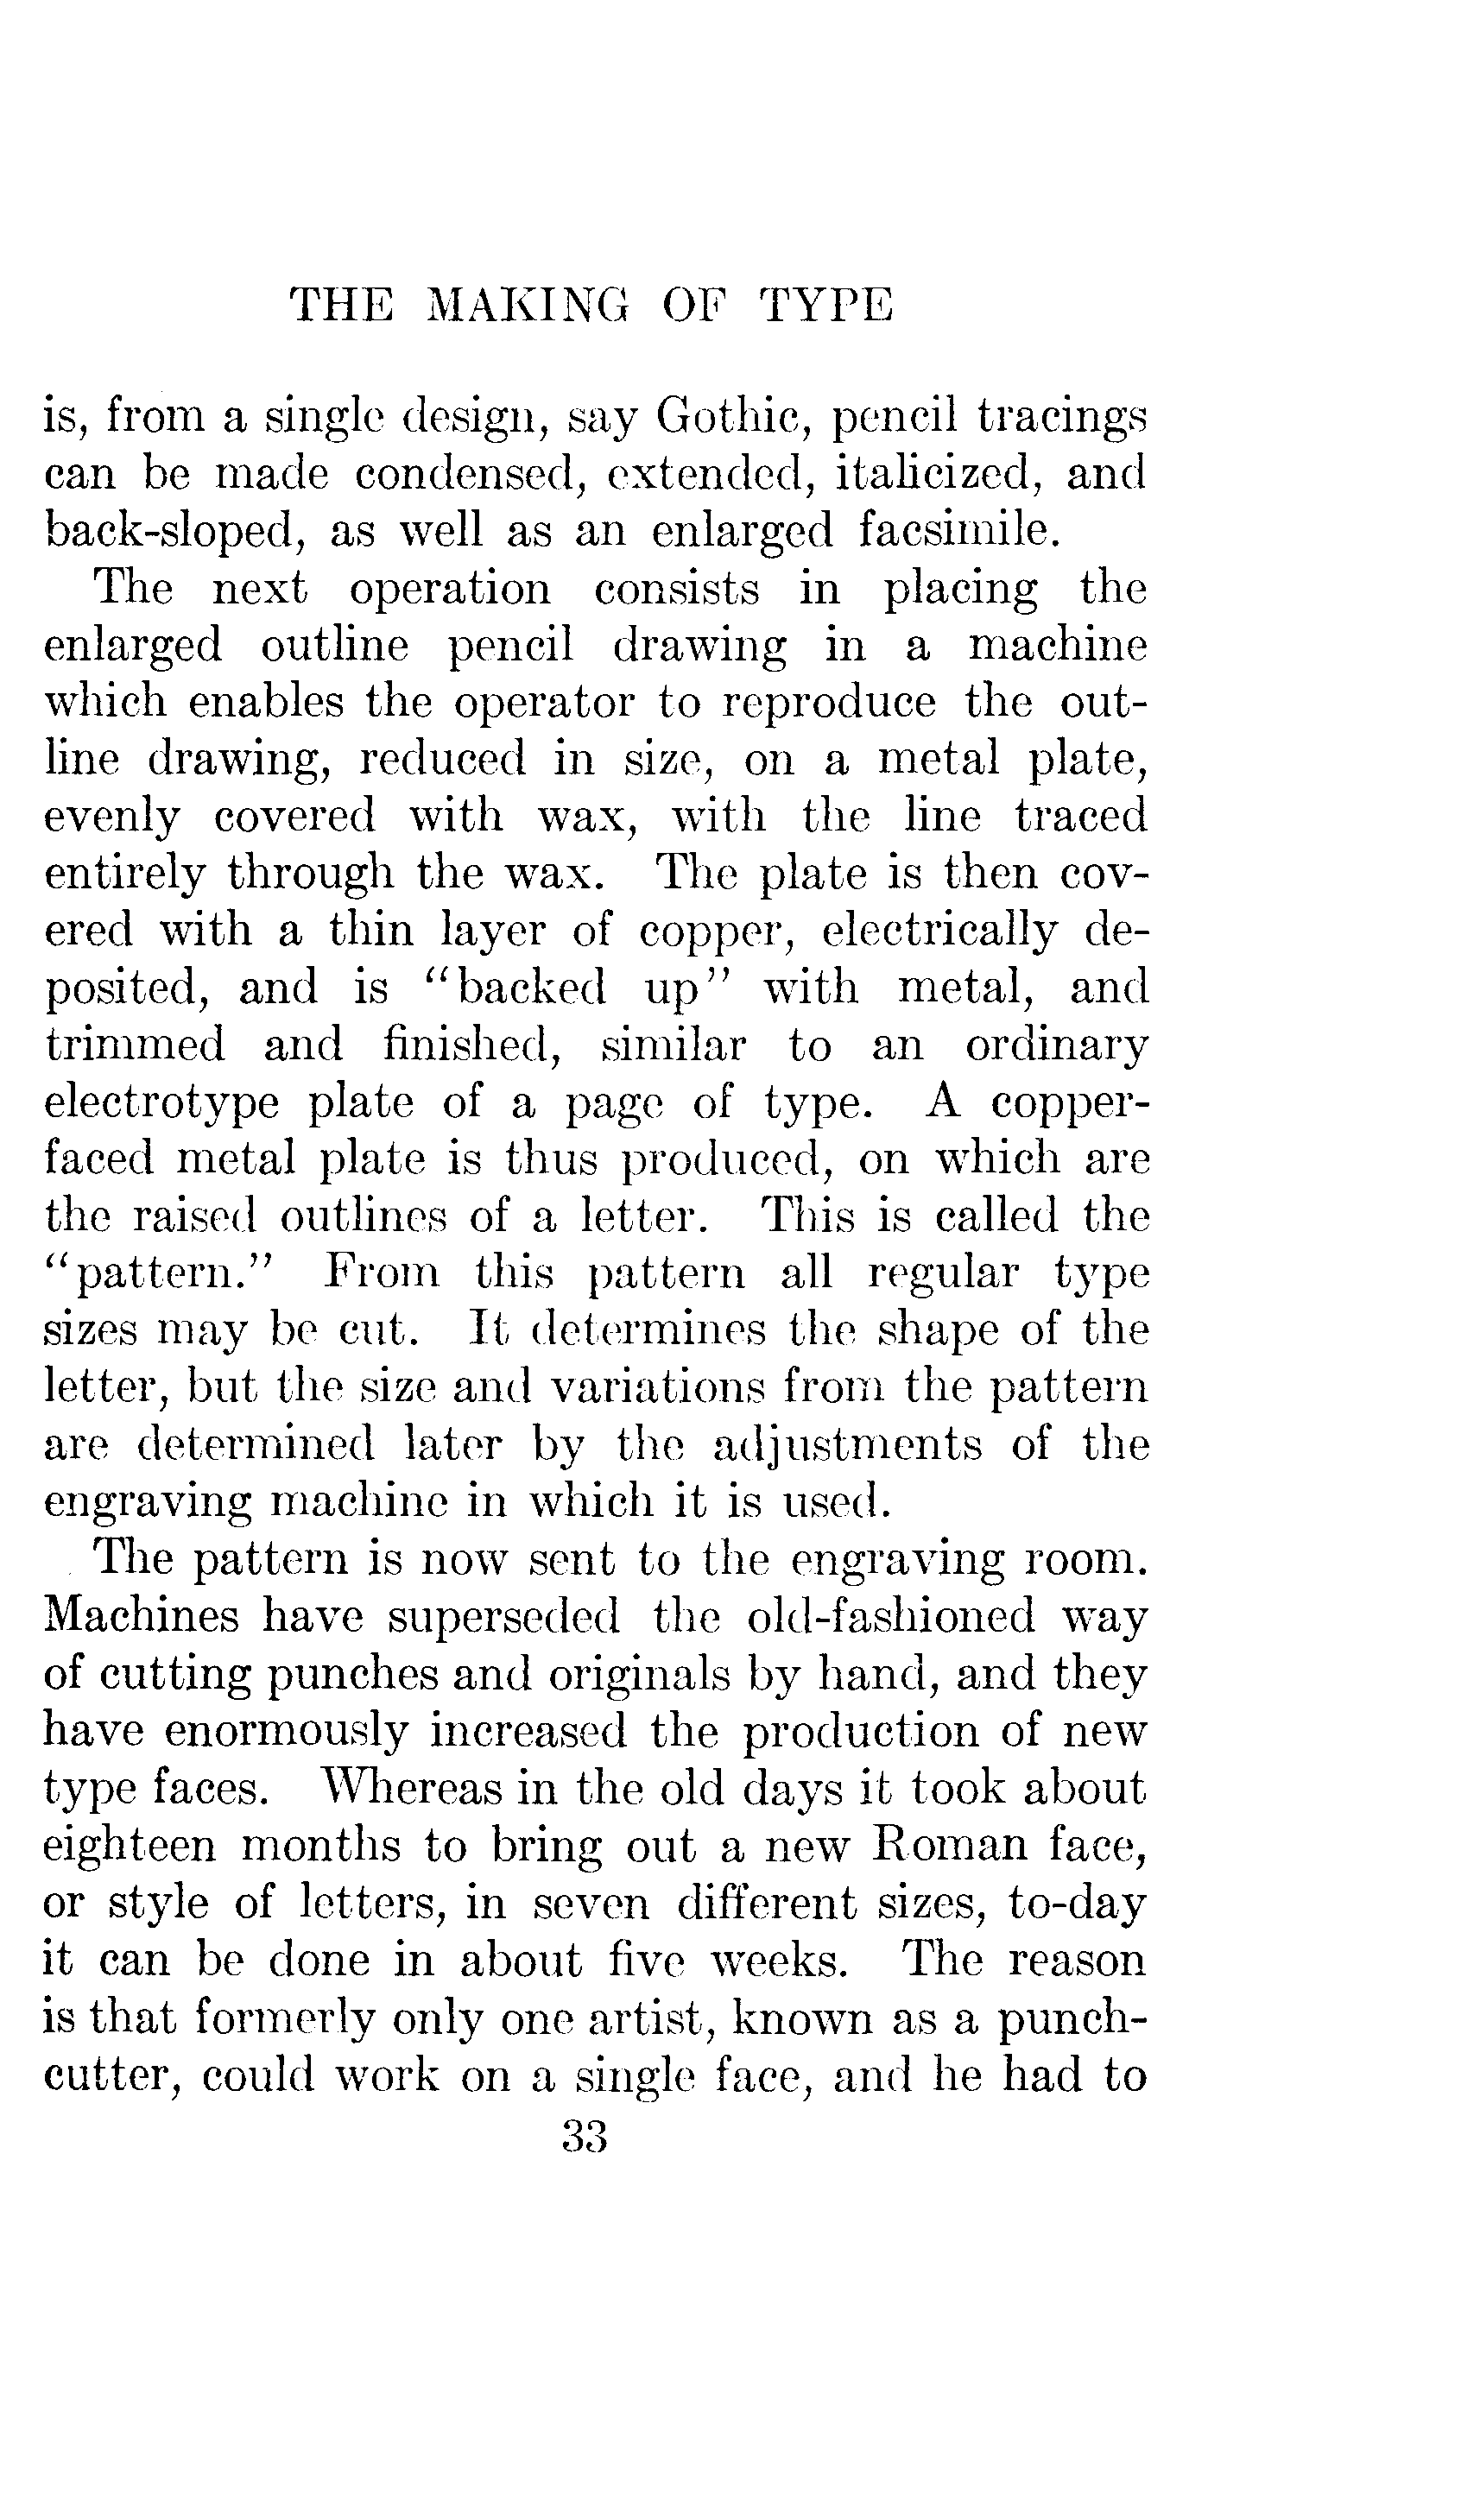 THE MAKING OF TYPE
is, from a single design, say Gothic, pencil tracings
can be made condensed, extended, italicized, and
back-sloped, as well as an enlarged facsimile.
The next operation consists in placing the
enlarged outline pencil drawing in a machine
which enables the operator to reproduce the out-
line drawing, reduced in size, on a metal plate,
evenly covered with wax, with the line traced
entirely through the wax. The plate is then cov-
ered with a thin layer of copper, electrically de-
posited, and is "backed up" with metal, and
trimmed and finished, similar to an ordinary
electrotype plate of a page of type. A copper-
faced metal plate is thus produced, on which are
the raised outlines of a letter. This is called the
"pattern." From this pattern all regular type
sizes may be cut. It determines the shape of the
letter, but the size and variations from the pattern
are determined later by the adjustments of the
engraving machine in which it is used.
The pattern is now sent to the engraving room.
Machines have superseded the old-fashioned way
of cutting punches and originals by hand, and they
have enormously increased the production of new
type faces. Whereas in the old days it took about
eighteen months to bring out a new Roman face,
or style of letters, in seven different sizes, to-day
it can be done in about five weeks. The reason
is that formerly only one artist, known as a punch-
cutter, could work on a single face, and he had to
33